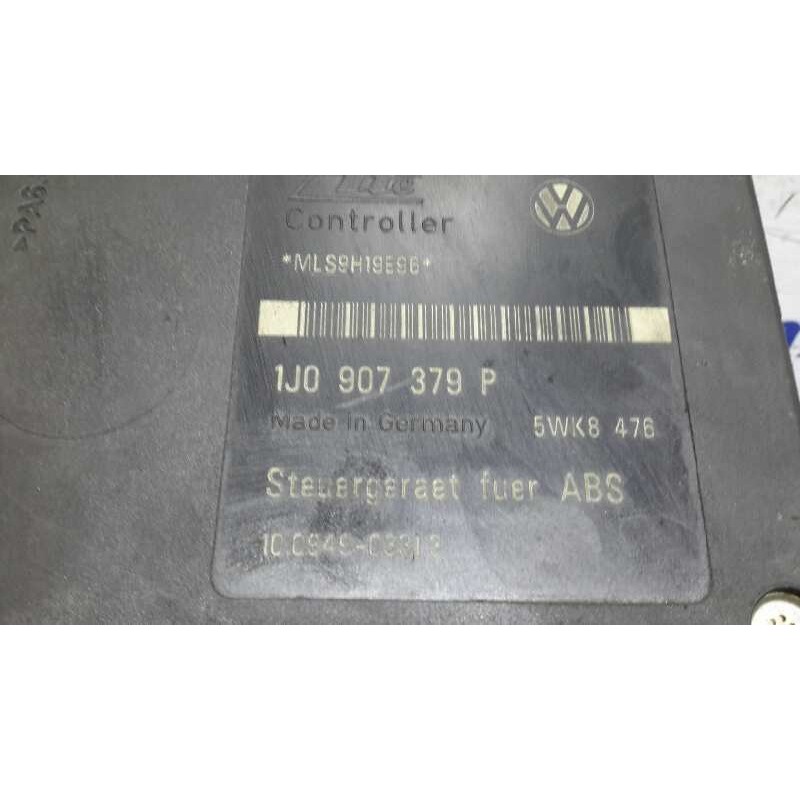 Controller
*MLS9H19E96*
1J0 907 379 P
Made in Germany 5WK8 476
Steuergeraet fuer ABS